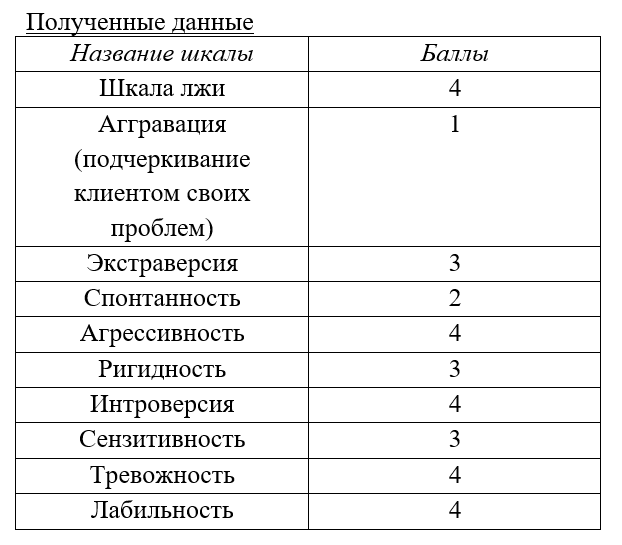 Полученные данные
Название шкалы Баллы
Шкала лжи 4
Аггравация 1
(подчеркивание
клиентом своих
проблем)
Экстраверсия 3
Спонтанность 2
Агрессивность 4
Ригидность 3
Интроверсия 4
Сензитивность 3
Тревожность 4
Лабильность 4